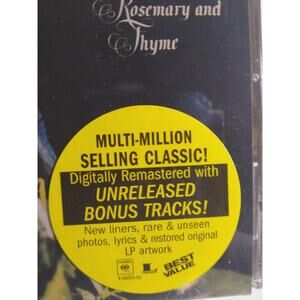 Rosemary and
Thyme
MULTI-MILLION
SELLING CLASSIC!
Digitally Remastered with
UNRELEASED
BONUS TRACKS!
New liners, rare & unseen
photos, lyrics & restored original
LP artwork
BEST
VALUE